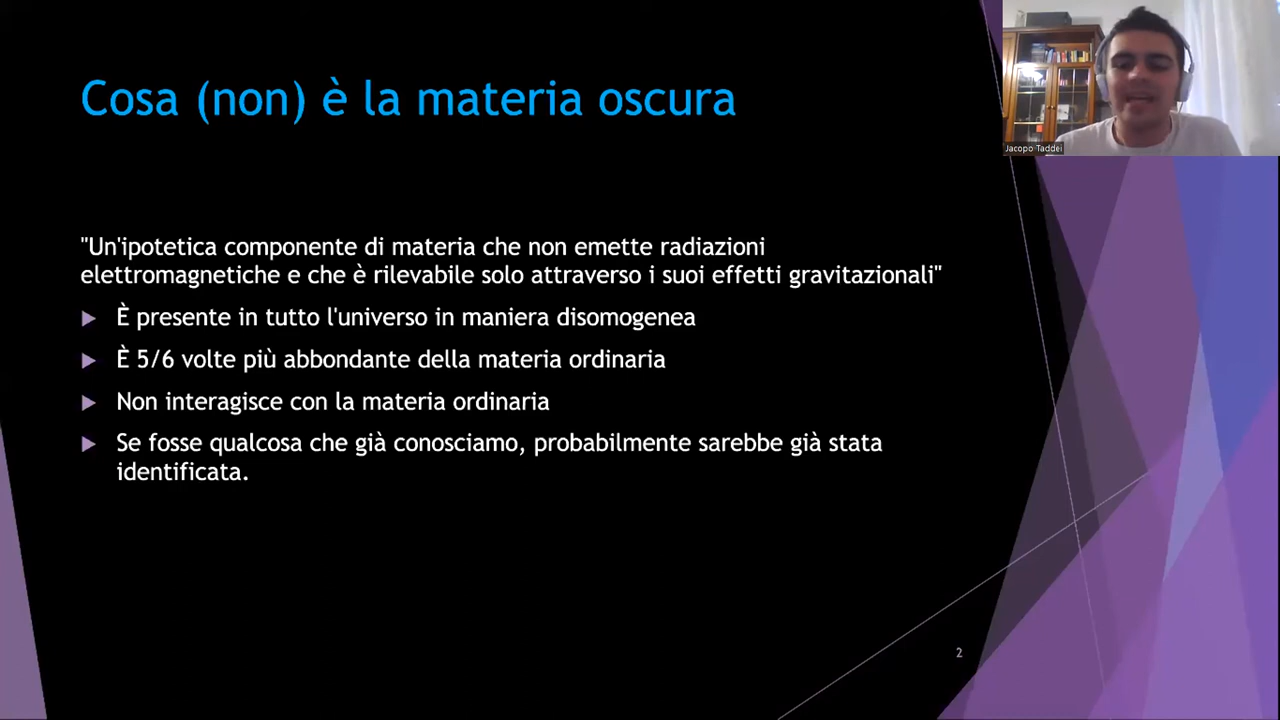 Cosa (non) è la materia oscura
Jacopo Taddei
"Un'ipotetica componente di materia che non emette radiazioni
elettromagnetiche e che è rilevabile solo attraverso i suoi effetti gravitazionali"
È presente in tutto l'universo in maniera disomogenea
È 5/6 volte più abbondante della materia ordinaria
Non interagisce con la materia ordinaria
Se fosse qualcosa che già conosciamo, probabilmente sarebbe già stata
identificata.
2